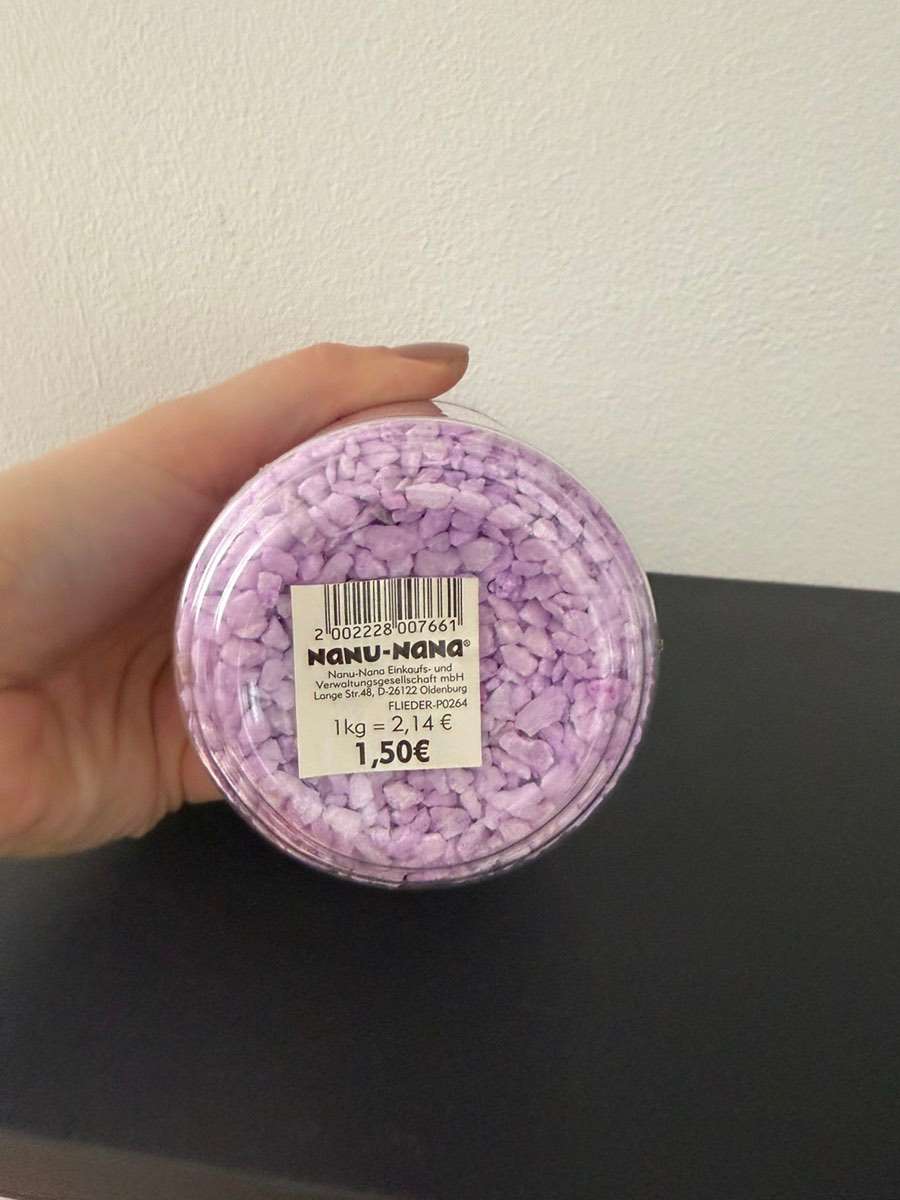 2 002228 007661
NANU-NANA®
Nanu-Nana Einkaufs- und
Verwaltungsgesellschaft mbH
Lange Str.48, D-26122 Oldenburg
FLIEDER-P0264
1kg = 2,14 €
1,50€